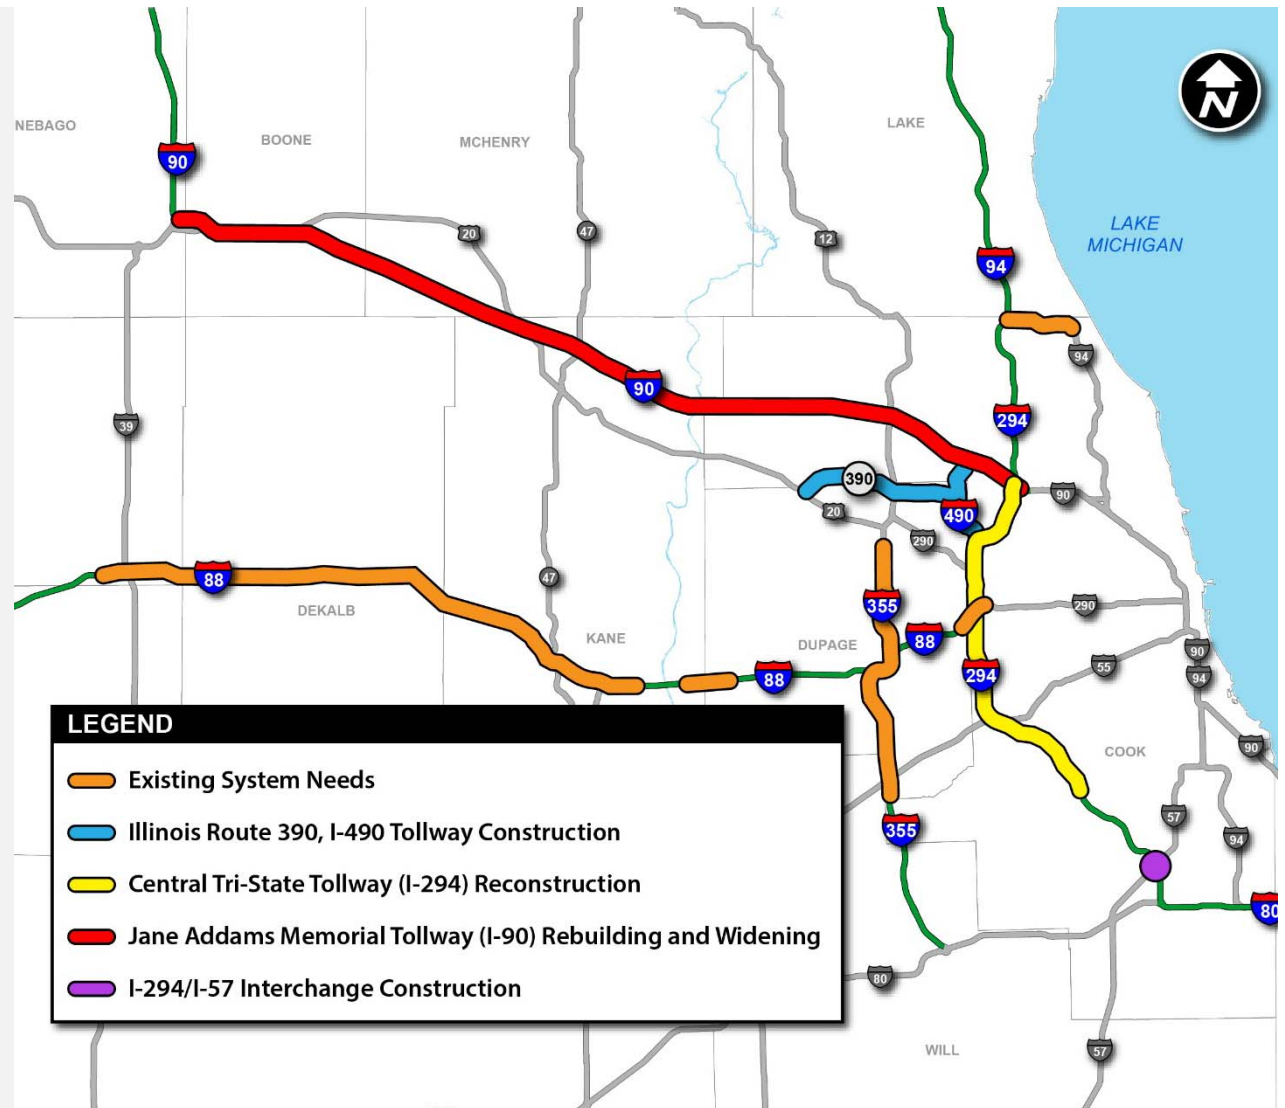 NEBAGO
BOONE
MCHENRY
LAKE
N
90
LAKE
MICHIGAN
20
47
12
94
94
90
294
39
390
490
90
20
290
88
47
355
290
DEKALB
KANE
DUPAGE
88
88
294
55
90
94
90
COOK
LEGEND
Existing System Needs
Illinois Route 390, I-490 Tollway Construction
Central Tri-State Tollway (I-294) Reconstruction
Jane Addams Memorial Tollway (I-90) Rebuilding and Widening
I-294/I-57 Interchange Construction
355
57
94
80
80
WILL
57